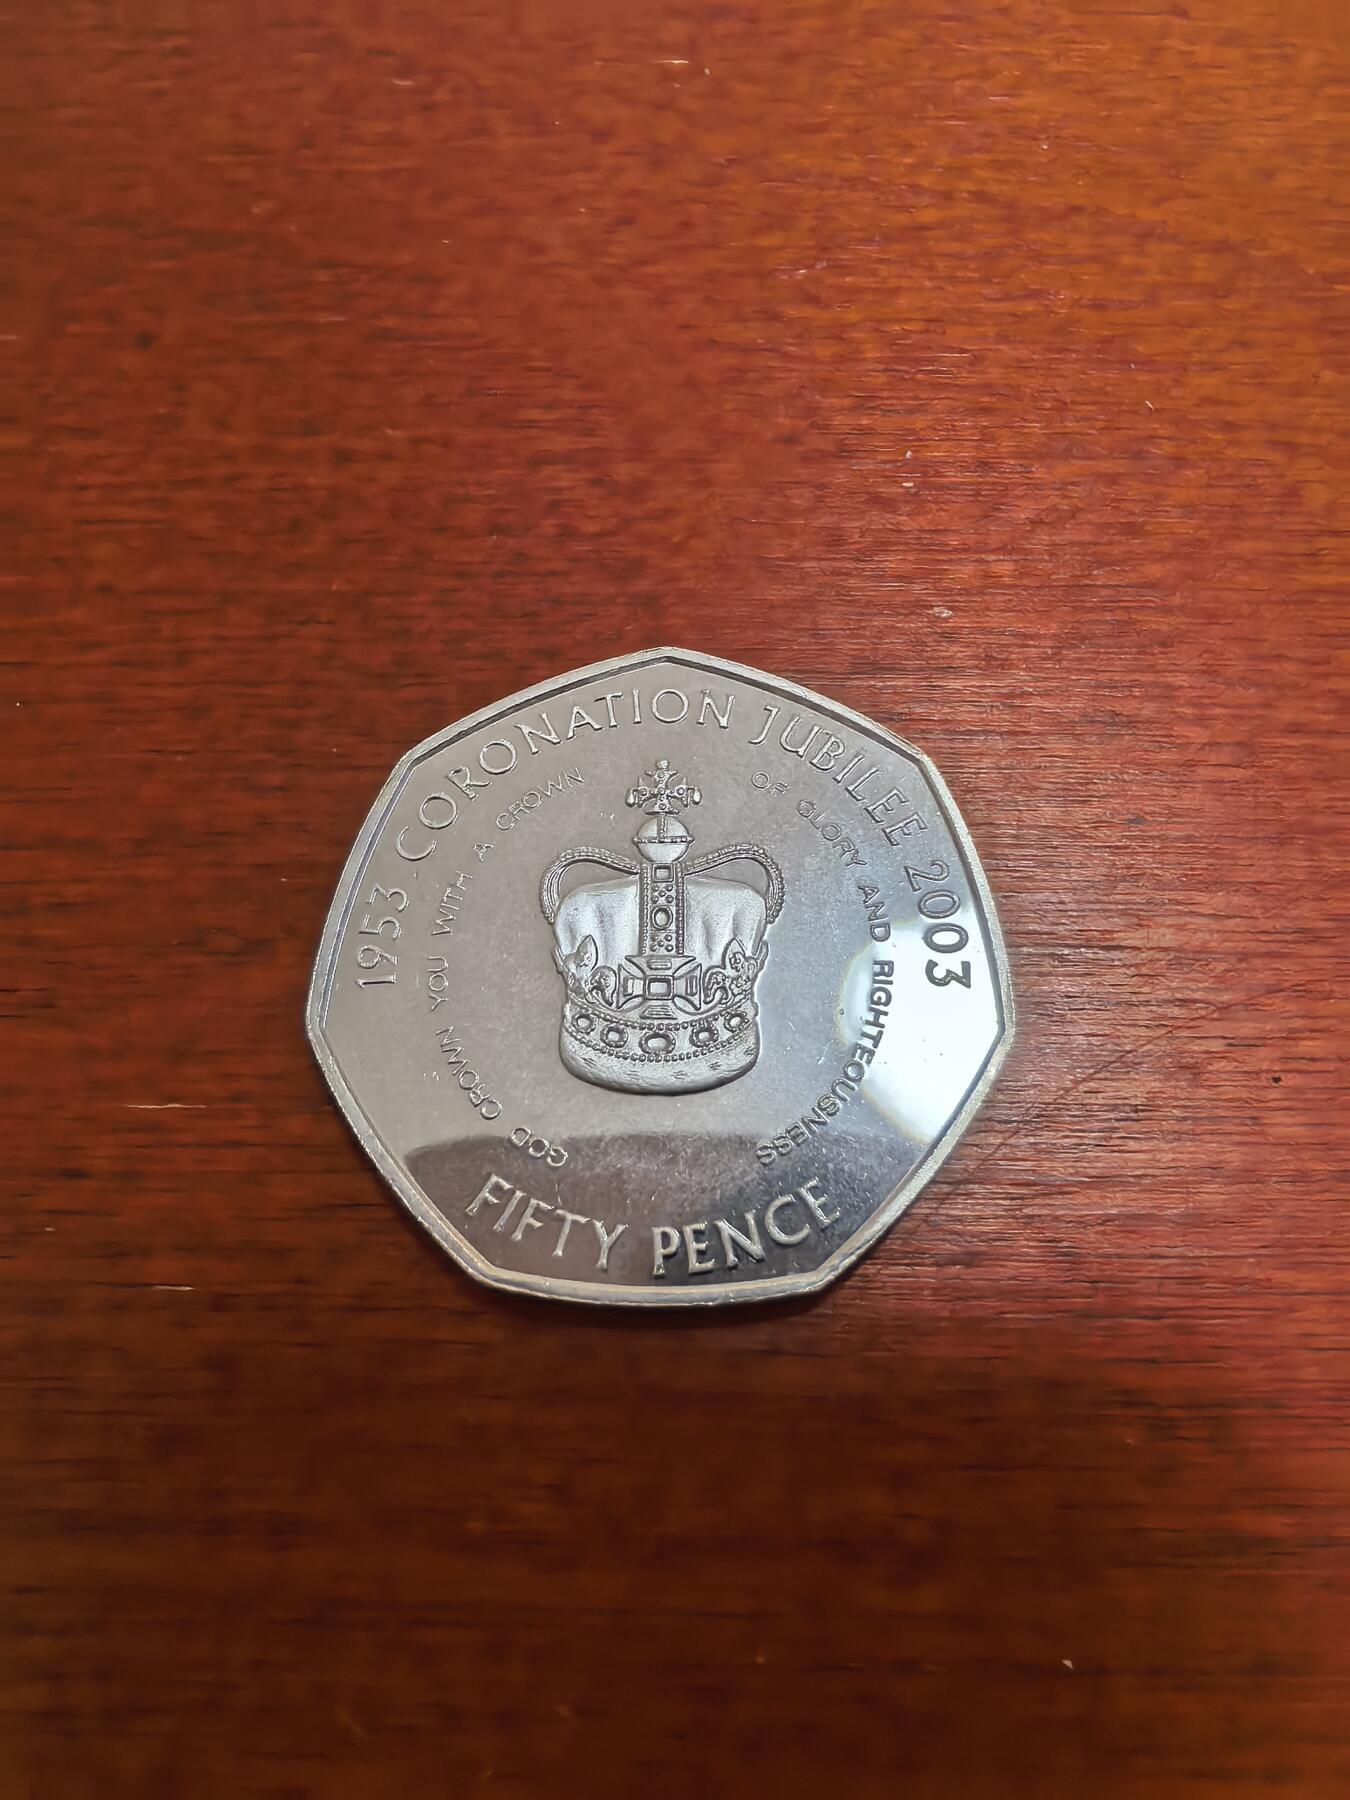 1953 CORONATION JUBILEE 2003
GOD CROWN YOU WITH A CROWN
OF GLORY AND RIGHTEOUSNESS
FIFTY PENCE